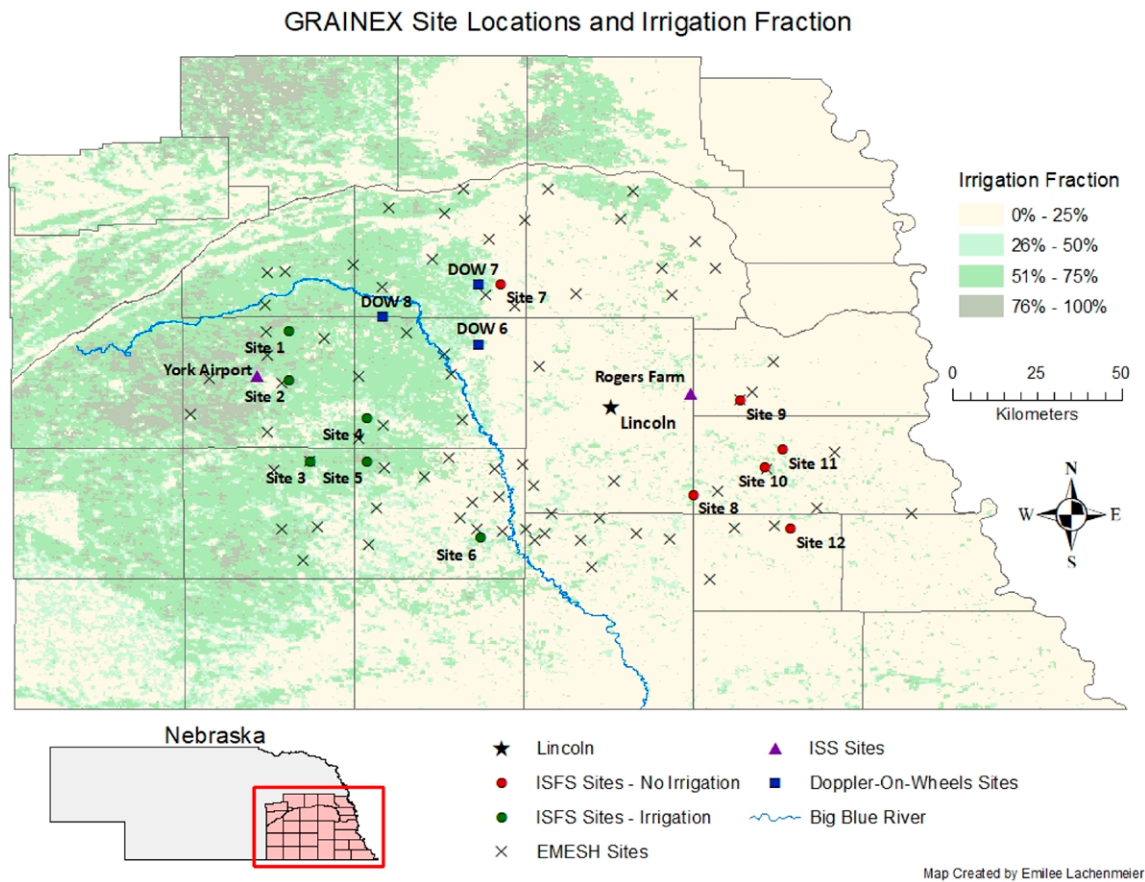 GRAINEX Site Locations and Irrigation Fraction
Irrigation Fraction
0% - 25%
26% - 50%
51% - 75%
76% - 100%
DOW 7
Site 7
DOW 8
DOW 6
Site 1
York Airport
Site 2
Rogers Farm
Lincoln
Site 9
Site 4
Site 3
Site 5
Site 11
Site 10
Site 8
Site 12
Site 6
0 25 50
Kilometers
N
W E
S
Nebraska
Lincoln
ISFS Sites - No Irrigation
ISFS Sites - Irrigation
EMESH Sites
ISS Sites
Doppler-On-Wheels Sites
Big Blue River
Map Created by Emilee Lachenmeier